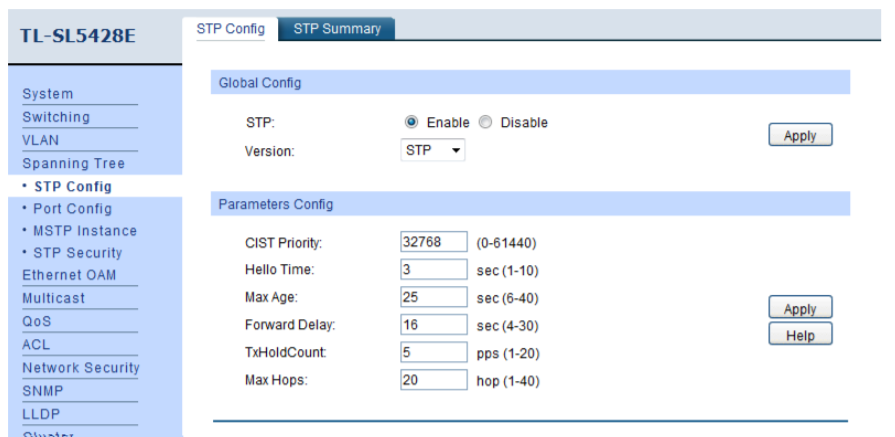 TL-SL5428E
STP Config STP Summary
System
Switching
VLAN
Spanning Tree
• STP Config
• Port Config
• MSTP Instance
• STP Security
Ethernet OAM
Multicast
QoS
ACL
Network Security
SNMP
LLDP
Cluster
Global Config
STP: Enable Disable
Version: STP
Apply
Parameters Config
CIST Priority: 32768 (0-61440)
Hello Time: 3 sec (1-10)
Max Age: 25 sec (6-40)
Forward Delay: 16 sec (4-30)
TxHoldCount: 5 pps (1-20)
Max Hops: 20 hop (1-40)
Apply
Help